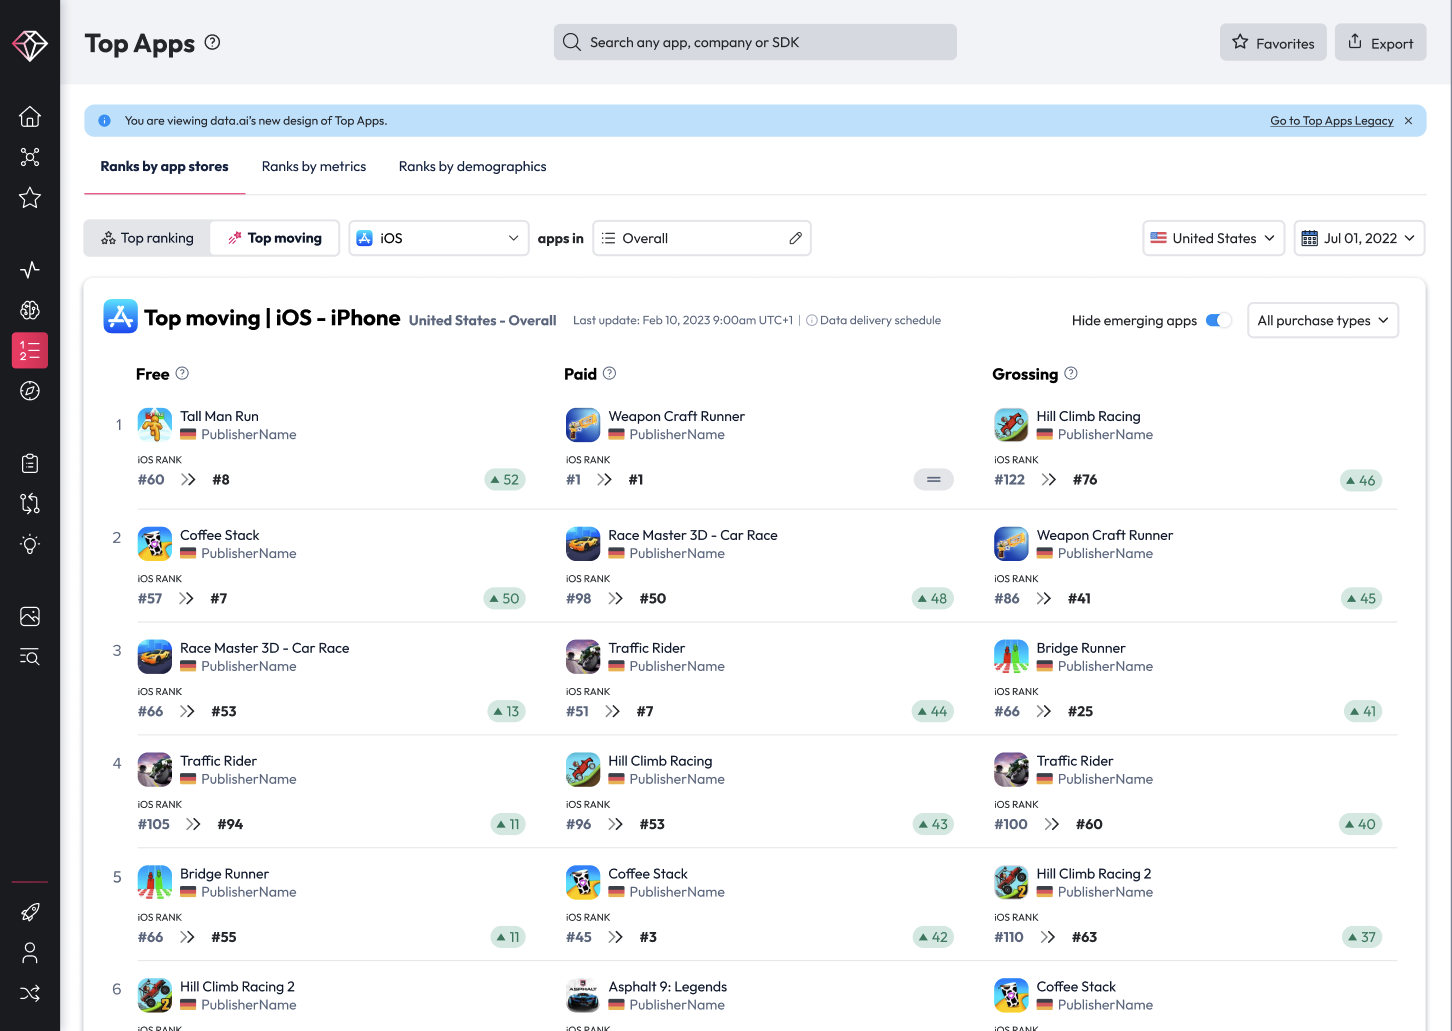 Top Apps
Search any app, company or SDK
Favorites
Export
You are viewing data.ai's new design of Top Apps.
Go to Top Apps Legacy
Ranks by app stores
Ranks by metrics
Ranks by demographics
Top ranking
Top moving
iOS
apps in
Overall
United States
Jul 01, 2022
Top moving | iOS - iPhone
United States - Overall
Last update: Feb 10, 2023 9:00am UTC+1 | Data delivery schedule
Hide emerging apps
All purchase types
Free
Paid
Grossing
1
Tall Man Run
PublisherName
iOS RANK
#60 #8
52
Weapon Craft Runner
PublisherName
iOS RANK
#1 #1
=
Hill Climb Racing
PublisherName
iOS RANK
#122 #76
46
2
Coffee Stack
PublisherName
iOS RANK
#57 #7
50
Race Master 3D - Car Race
PublisherName
iOS RANK
#98 #50
48
Weapon Craft Runner
PublisherName
iOS RANK
#86 #41
45
3
Race Master 3D - Car Race
PublisherName
iOS RANK
#66 #53
13
Traffic Rider
PublisherName
iOS RANK
#51 #7
44
Bridge Runner
PublisherName
iOS RANK
#66 #25
41
4
Traffic Rider
PublisherName
iOS RANK
#105 #94
11
Hill Climb Racing
PublisherName
iOS RANK
#96 #53
43
Traffic Rider
PublisherName
iOS RANK
#100 #60
40
5
Bridge Runner
PublisherName
iOS RANK
#66 #55
11
Coffee Stack
PublisherName
iOS RANK
#45 #3
42
Hill Climb Racing 2
PublisherName
iOS RANK
#110 #63
37
6
Hill Climb Racing 2
PublisherName
iOS RANK
Asphalt 9: Legends
PublisherName
iOS RANK
Coffee Stack
PublisherName
iOS RANK